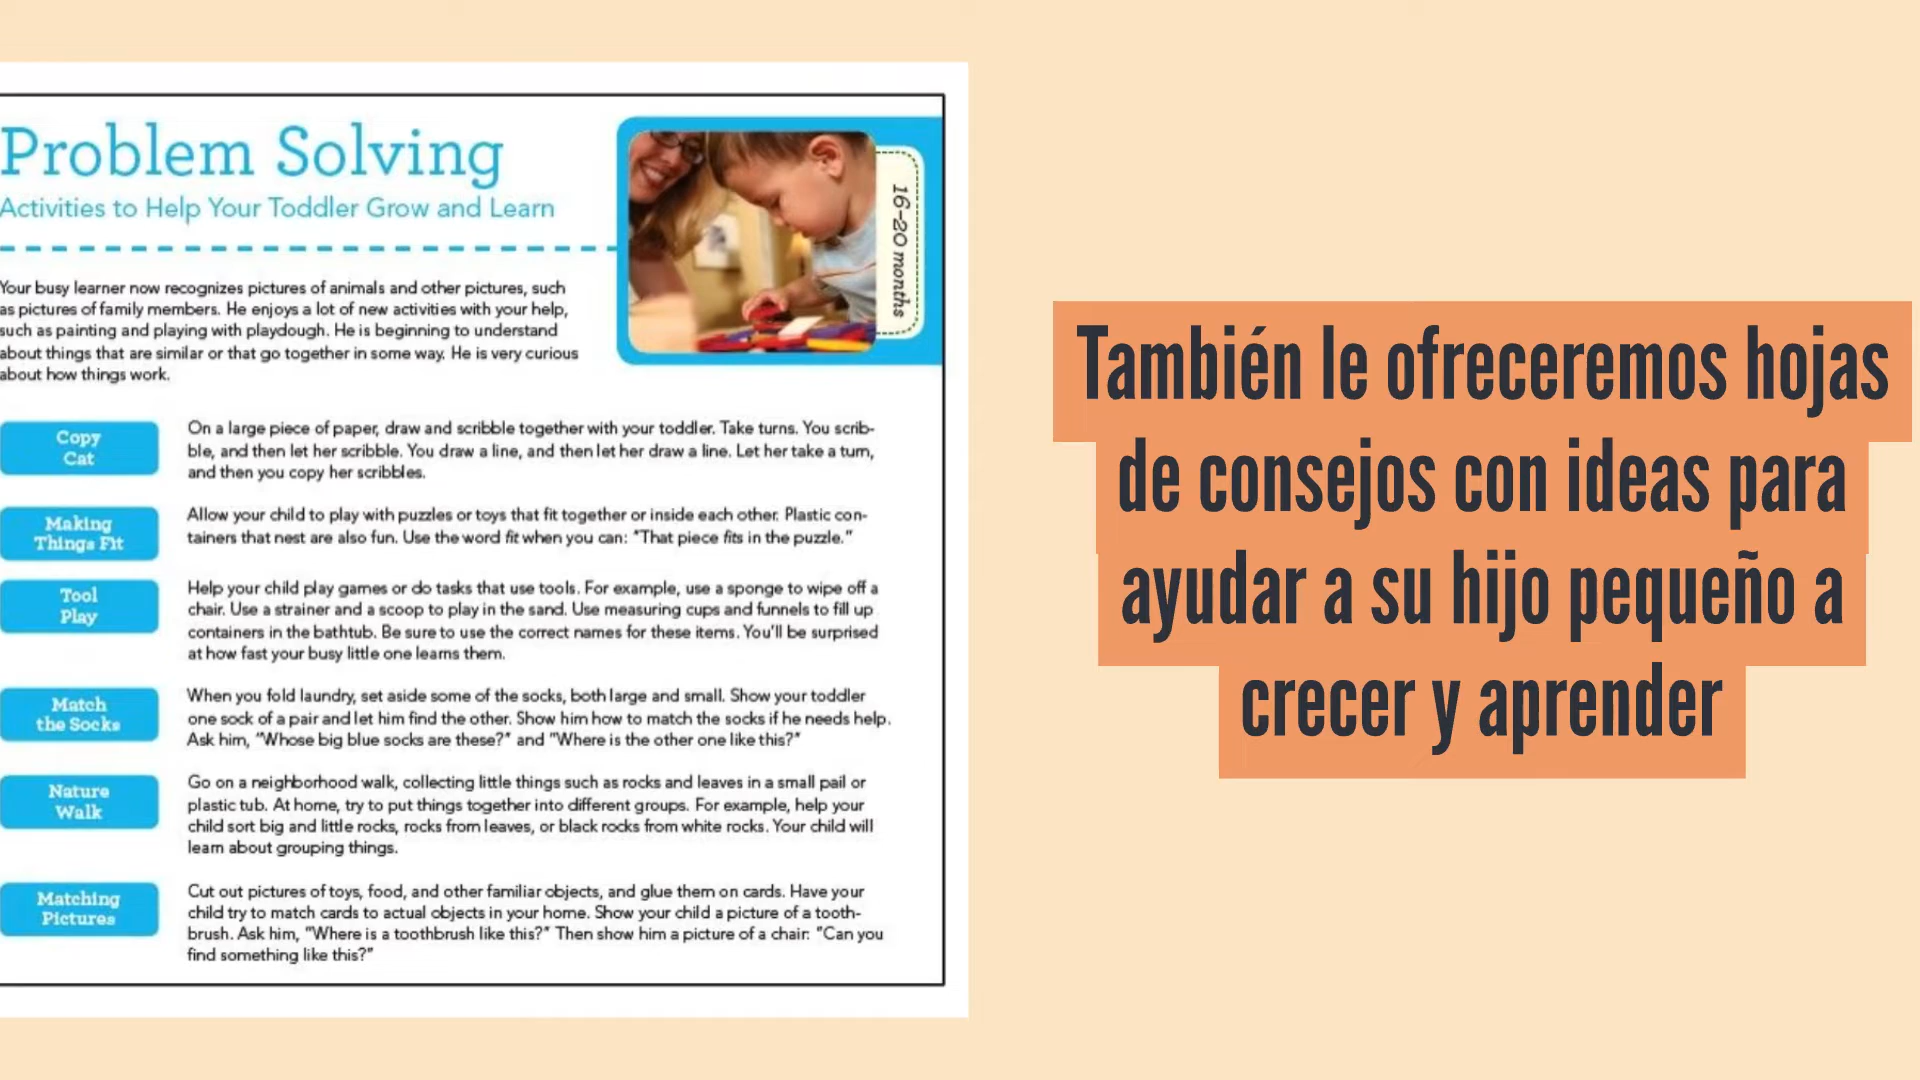 Problem Solving
Activities to Help Your Toddler Grow and Learn
16–20 months
Your busy learner now recognizes pictures of animals and other pictures, such
as pictures of family members. He enjoys a lot of new activities with your help,
such as painting and playing with playdough. He is beginning to understand
about things that are similar or that go together in some way. He is very curious
about how things work.
Copy
Cat
On a large piece of paper, draw and scribble together with your toddler. Take turns. You scrib-
ble, and then let her scribble. You draw a line, and then let her draw a line. Let her take a turn,
and then you copy her scribbles.
Making
Things Fit
Allow your child to play with puzzles or toys that fit together or inside each other. Plastic con-
tainers that nest are also fun. Use the word fit when you can: "That piece fits in the puzzle."
Tool
Play
Help your child play games or do tasks that use tools. For example, use a sponge to wipe off a
chair. Use a strainer and a scoop to play in the sand. Use measuring cups and funnels to fill up
containers in the bathtub. Be sure to use the correct names for these items. You'll be surprised
at how fast your busy little one learns them.
Match
the Socks
When you fold laundry, set aside some of the socks, both large and small. Show your toddler
one sock of a pair and let him find the other. Show him how to match the socks if he needs help.
Ask him, "Whose big blue socks are these?" and "Where is the other one like this?"
Nature
Walk
Go on a neighborhood walk, collecting little things such as rocks and leaves in a small pail or
plastic tub. At home, try to put things together into different groups. For example, help your
child sort big and little rocks, rocks from leaves, or black rocks from white rocks. Your child will
learn about grouping things.
Matching
Pictures
Cut out pictures of toys, food, and other familiar objects, and glue them on cards. Have your
child try to match cards to actual objects in your home. Show your child a picture of a tooth-
brush. Ask him, "Where is a toothbrush like this?" Then show him a picture of a chair: "Can you
find something like this?"
También le ofreceremos hojas
de consejos con ideas para
ayudar a su hijo pequeño a
crecer y aprender